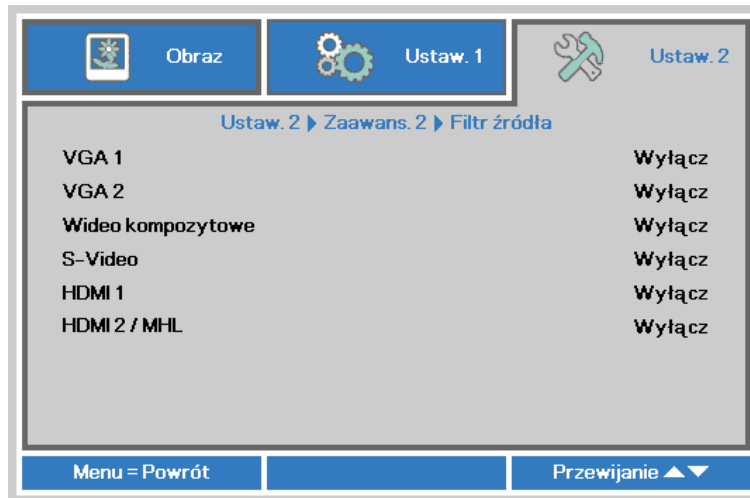 Obraz
Ustaw. 1
Ustaw. 2
Ustaw. 2 ▶ Zaawans. 2 ▶ Filtr źródła
VGA 1 Wyłącz
VGA 2 Wyłącz
Wideo kompozytowe Wyłącz
S-Video Wyłącz
HDMI 1 Wyłącz
HDMI 2 / MHL Wyłącz
Menu = Powrót
Przewijanie ▲▼